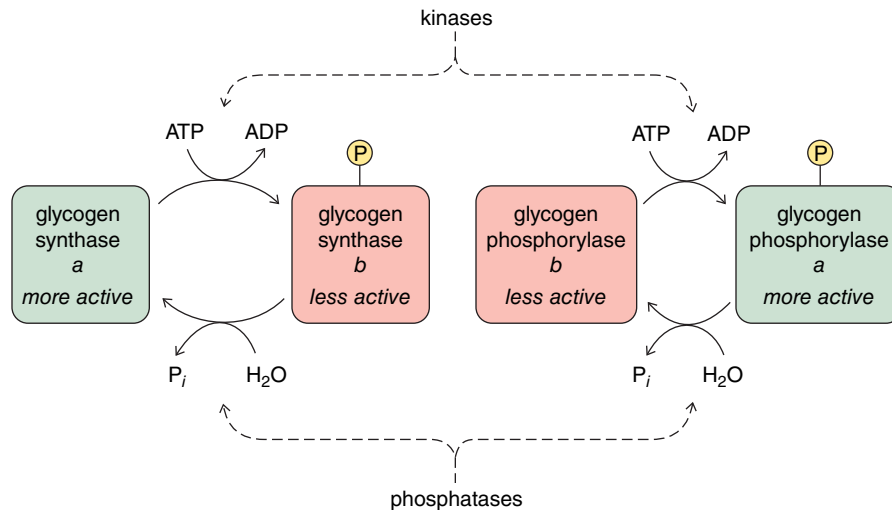 kinases
ATP ADP
ATP ADP
P
P
glycogen
synthase
a
more active
glycogen
synthase
b
less active
glycogen
phosphorylase
b
less active
glycogen
phosphorylase
a
more active
Pi H2O
Pi H2O
phosphatases